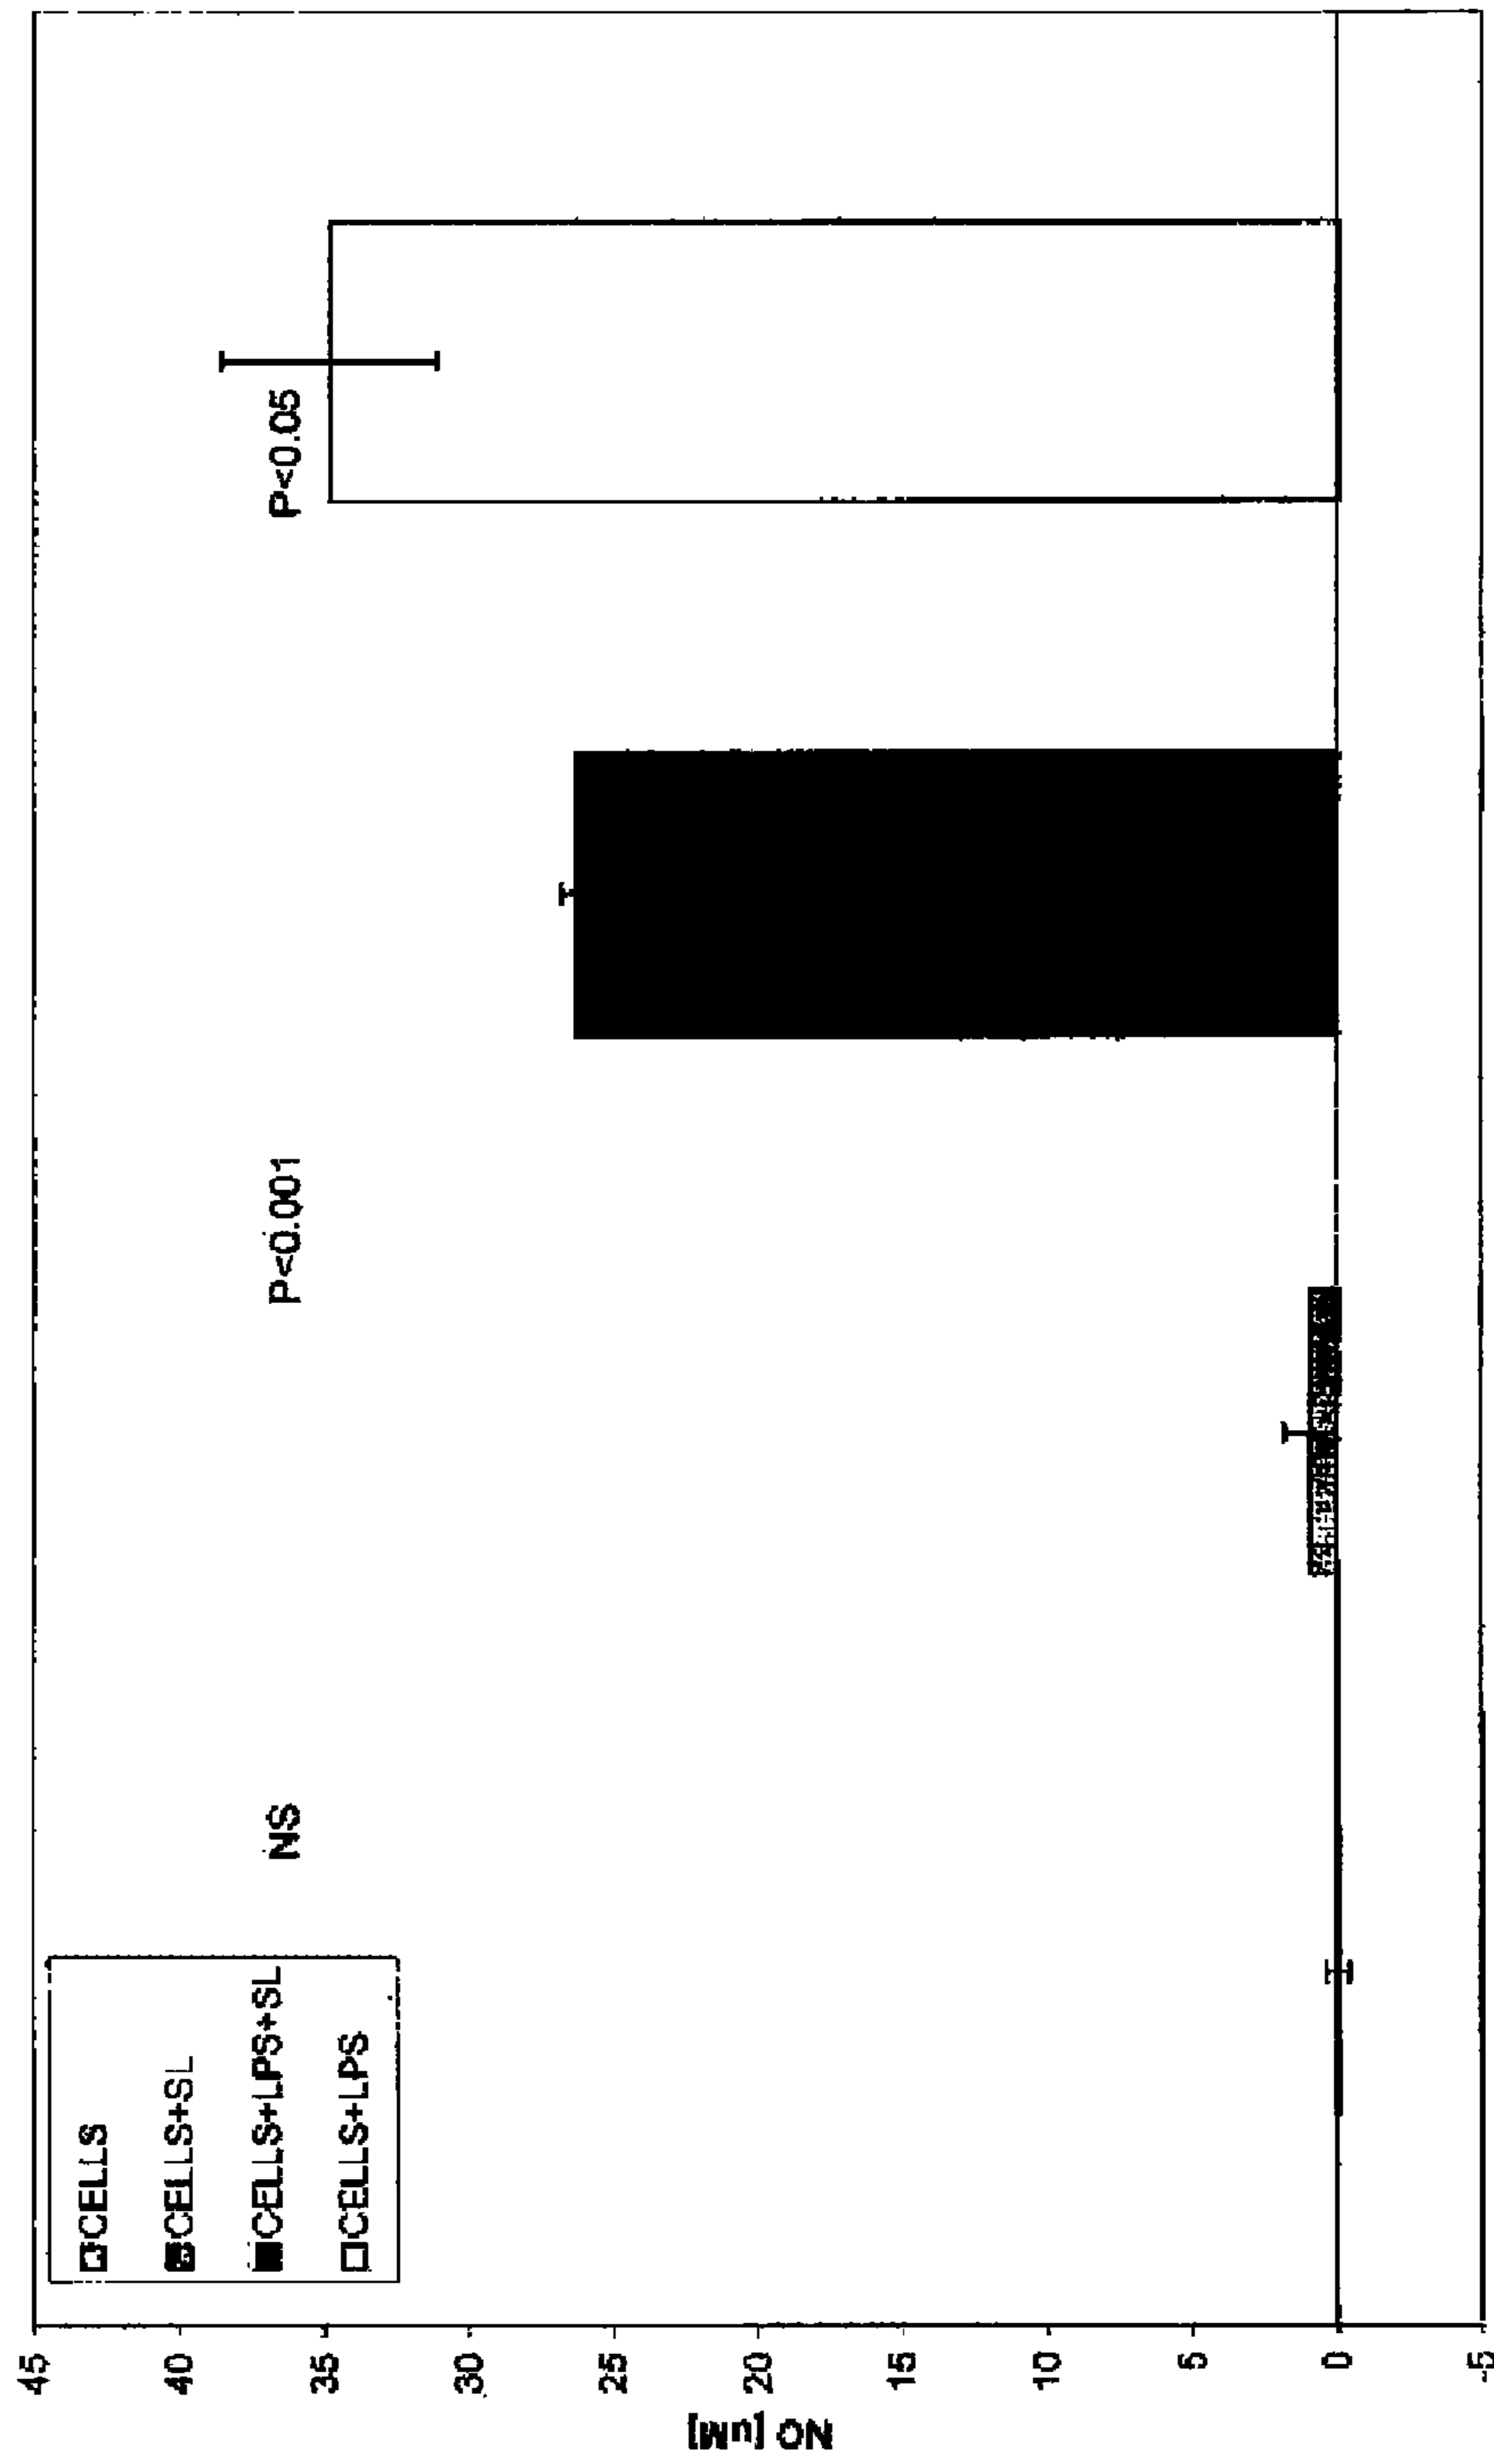 CELLS
CELLS+SL
CELLS+LPS+SL
CELLS+LPS
NS
P<0.001
P<0.05
45
40
35
30
25
20
15
10
5
0
-5
NO [uM]